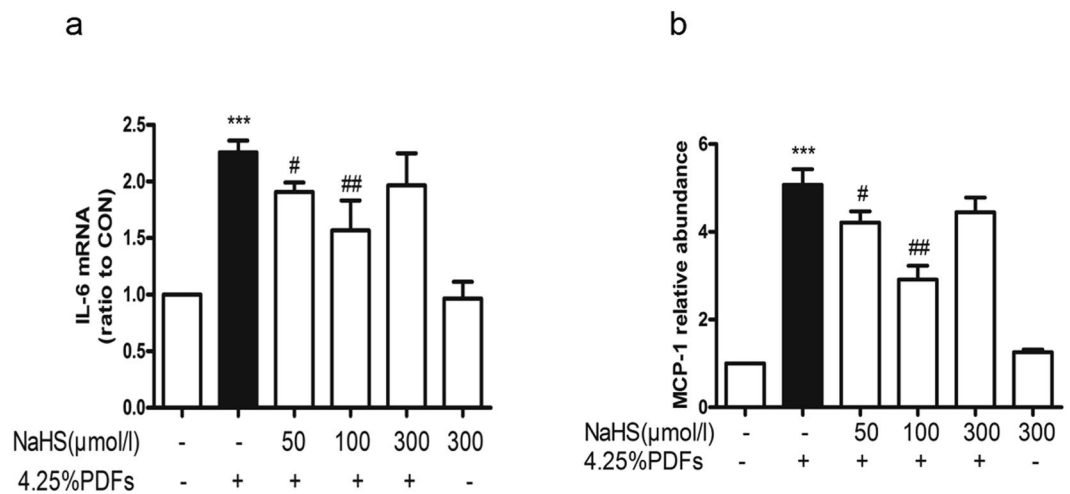 a
b
IL-6 mRNA
(ratio to CON)
2.5
2.0
1.5
1.0
0.5
0.0
***
#
##
NaHS(μmol/l) - - 50 100 300 300
4.25%PDFs - + + + + -
MCP-1 relative abundance
6
4
2
0
***
#
##
NaHS(μmol/l) - - 50 100 300 300
4.25%PDFs - + + + + -